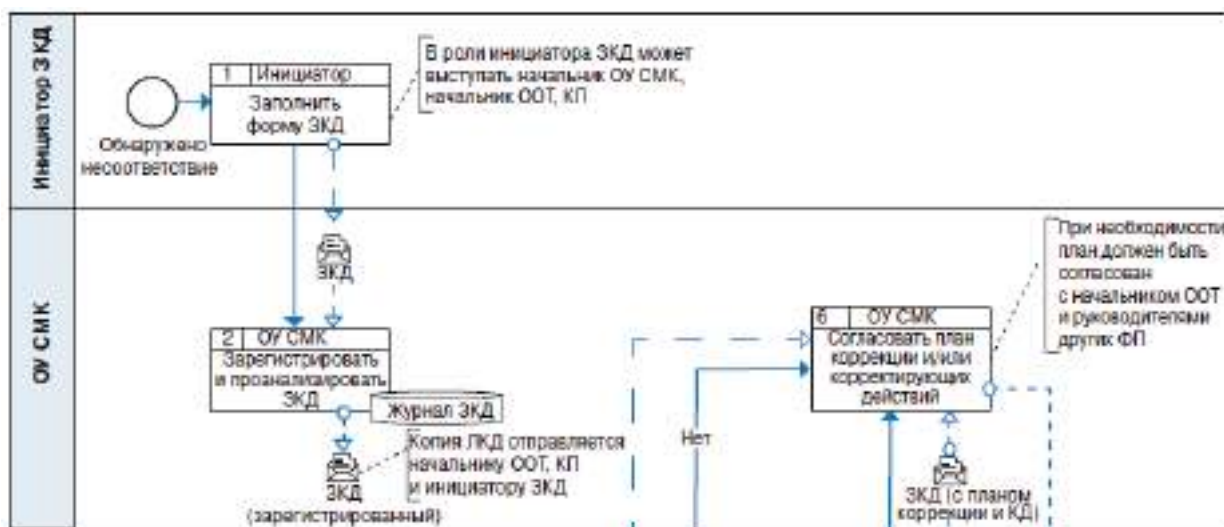 Инициатор ЗКД
1 Инициатор
Заполнить
форму ЗКД
Обнаружено
несоответствие
В роли инициатора ЗКД может
выступать начальник ОУ СМК,
начальник ООТ, КП
ОУ СМК
ЗКД
2 ОУ СМК
Зарегистрировать
и проанализировать
ЗКД
Журнал ЗКД
Копия ЛКД отправляется
начальнику ООТ, КП
и инициатору ЗКД
ЗКД
(зарегистрированный)
Нет
6 ОУ СМК
Согласовать план
коррекции и/или
корректирующих
действий
При необходимости
план должен быть
согласован
с начальником ООТ
и руководителями
других ФП
ЗКД (с планом
коррекции и КД)